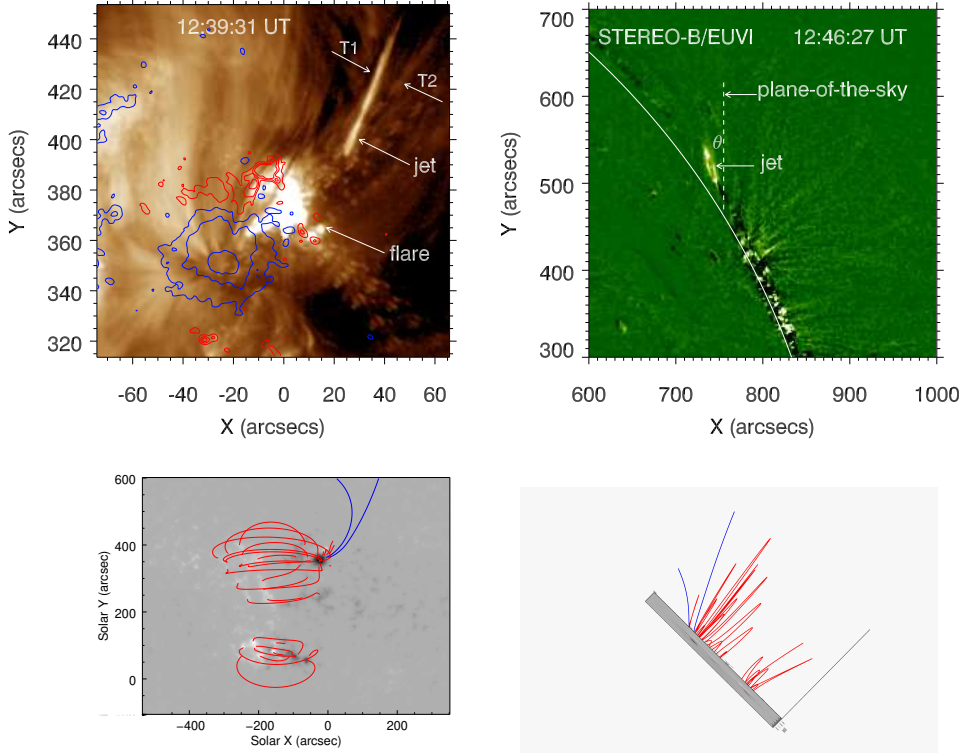 12:39:31 UT
T1
T2
jet
flare
440
420
400
380
360
340
320
-60 -40 -20 0 20 40 60
X (arcsecs)
Y (arcsecs)
STEREO-B/EUVI 12:46:27 UT
plane-of-the-sky
θ
jet
700
600
500
400
300
600 700 800 900 1000
X (arcsecs)
Y (arcsecs)
600
400
200
0
−400 −200 0 200
Solar X (arcsec)
Solar Y (arcsec)